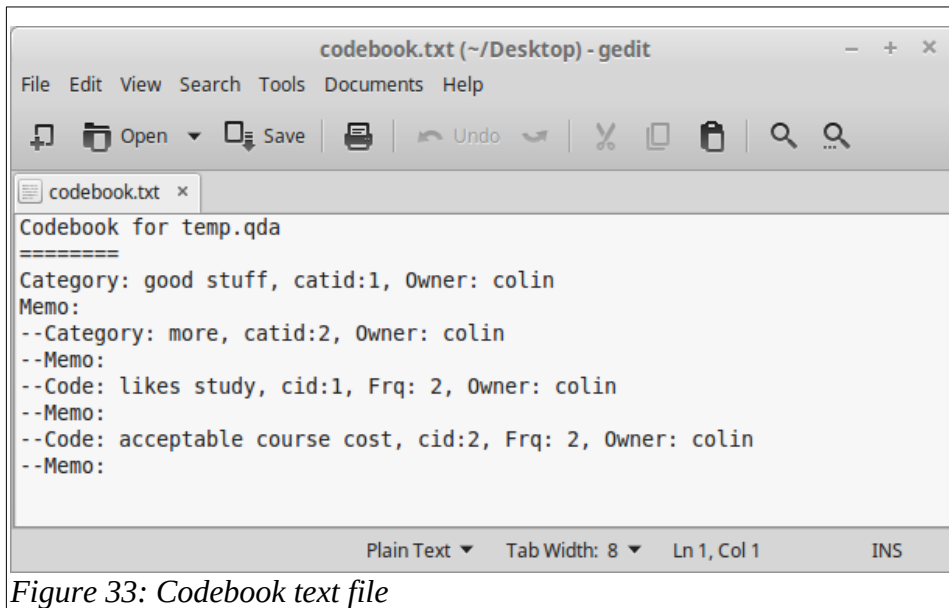 codebook.txt (~/Desktop) - gedit
File Edit View Search Tools Documents Help
Open Save Undo
codebook.txt
Codebook for temp.qda
========
Category: good stuff, catid:1, Owner: colin
Memo:
--Category: more, catid:2, Owner: colin
--Memo:
--Code: likes study, cid:1, Frq: 2, Owner: colin
--Memo:
--Code: acceptable course cost, cid:2, Frq: 2, Owner: colin
--Memo:
Plain Text Tab Width: 8 Ln 1, Col 1 INS
Figure 33: Codebook text file